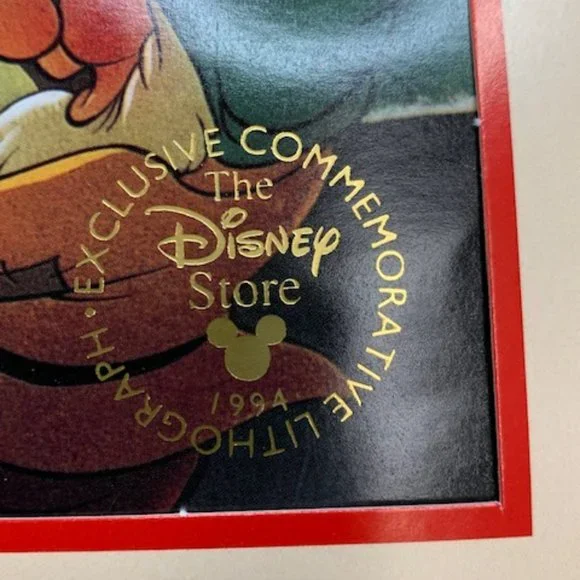 · EXCLUSIVE COMMEMORATIVE LITHOGRAPH
The
Disney
Store
1994